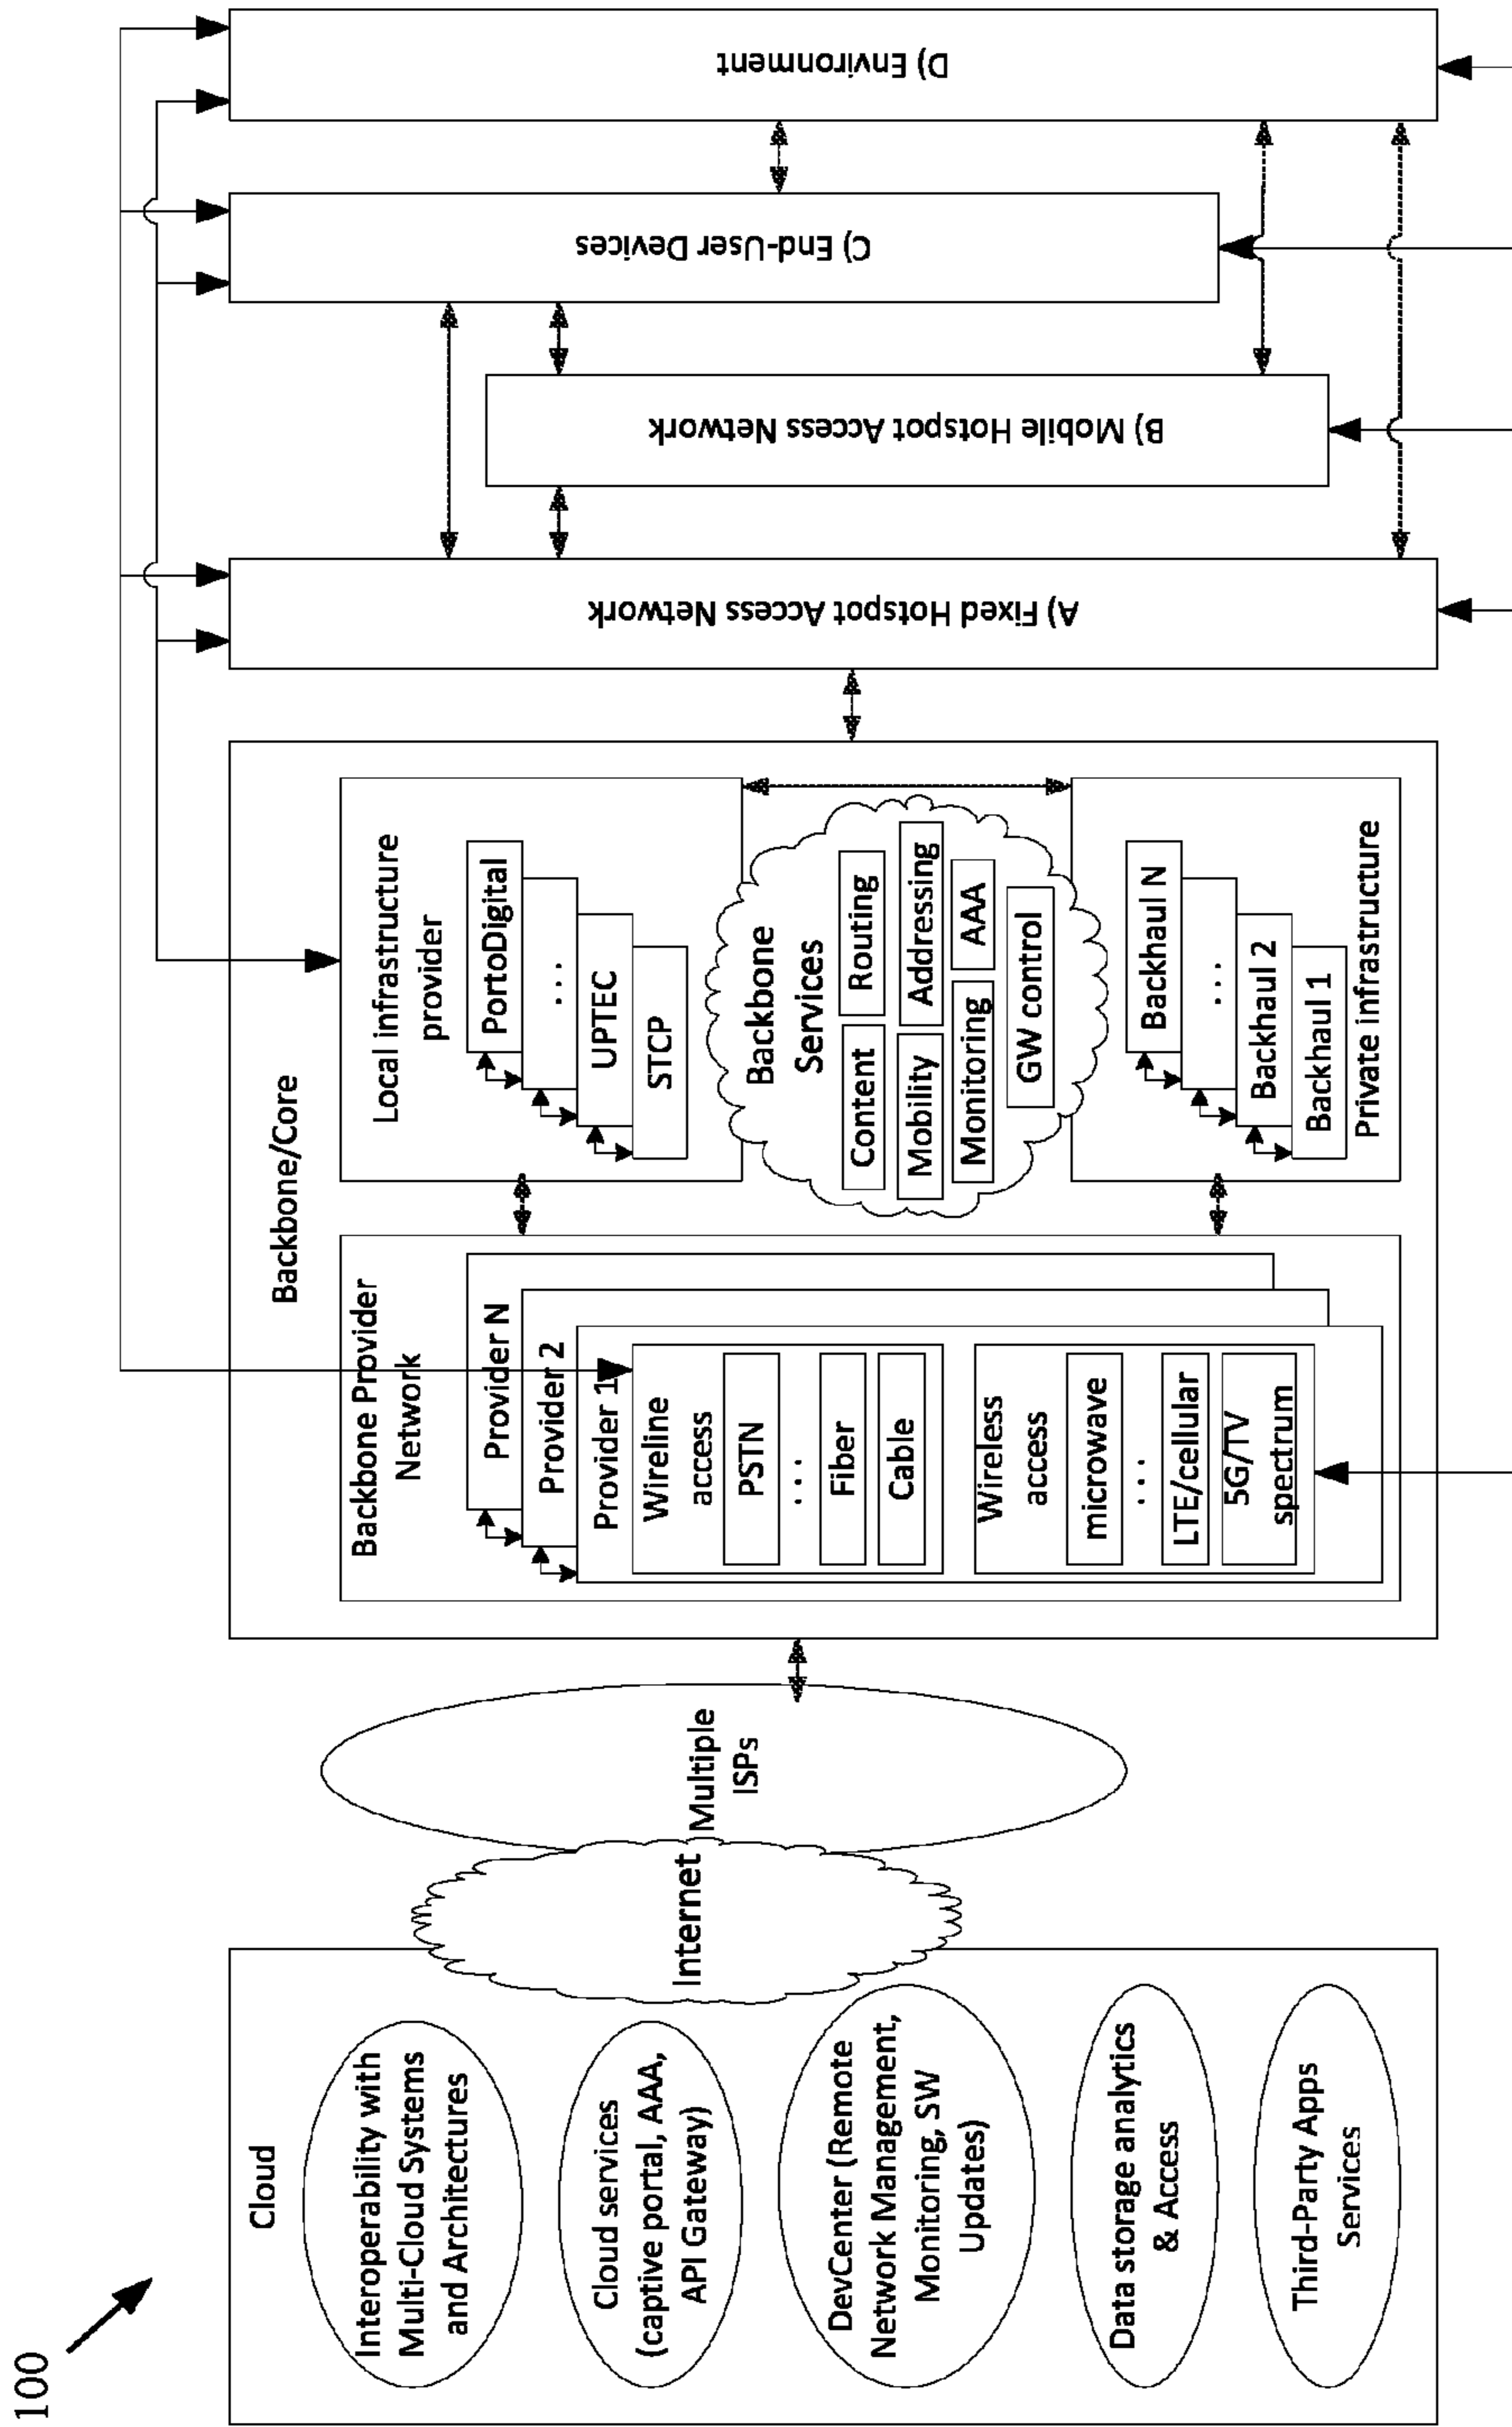 100
Cloud
Interoperability with
Multi-Cloud Systems
and Architectures
Cloud services
(captive portal, AAA,
API Gateway)
DevCenter (Remote
Network Management,
Monitoring, SW
Updates)
Data storage analytics
& Access
Third-Party Apps
Services
Internet
Multiple
ISPs
Backbone/Core
Backbone Provider
Network
Provider N
Provider 2
Provider 1
Wireline
access
PSTN
...
Fiber
Cable
Wireless
access
microwave
...
LTE/cellular
5G/TV
spectrum
Local infrastructure
provider
PortoDigital
...
UPTEC
STCP
Backbone
Services
Content
Routing
Mobility
Addressing
Monitoring
AAA
GW control
Backhaul N
...
Backhaul 2
Backhaul 1
Private infrastructure
A) Fixed Hotspot Access Network
B) Mobile Hotspot Access Network
C) End-User Devices
D) Environment